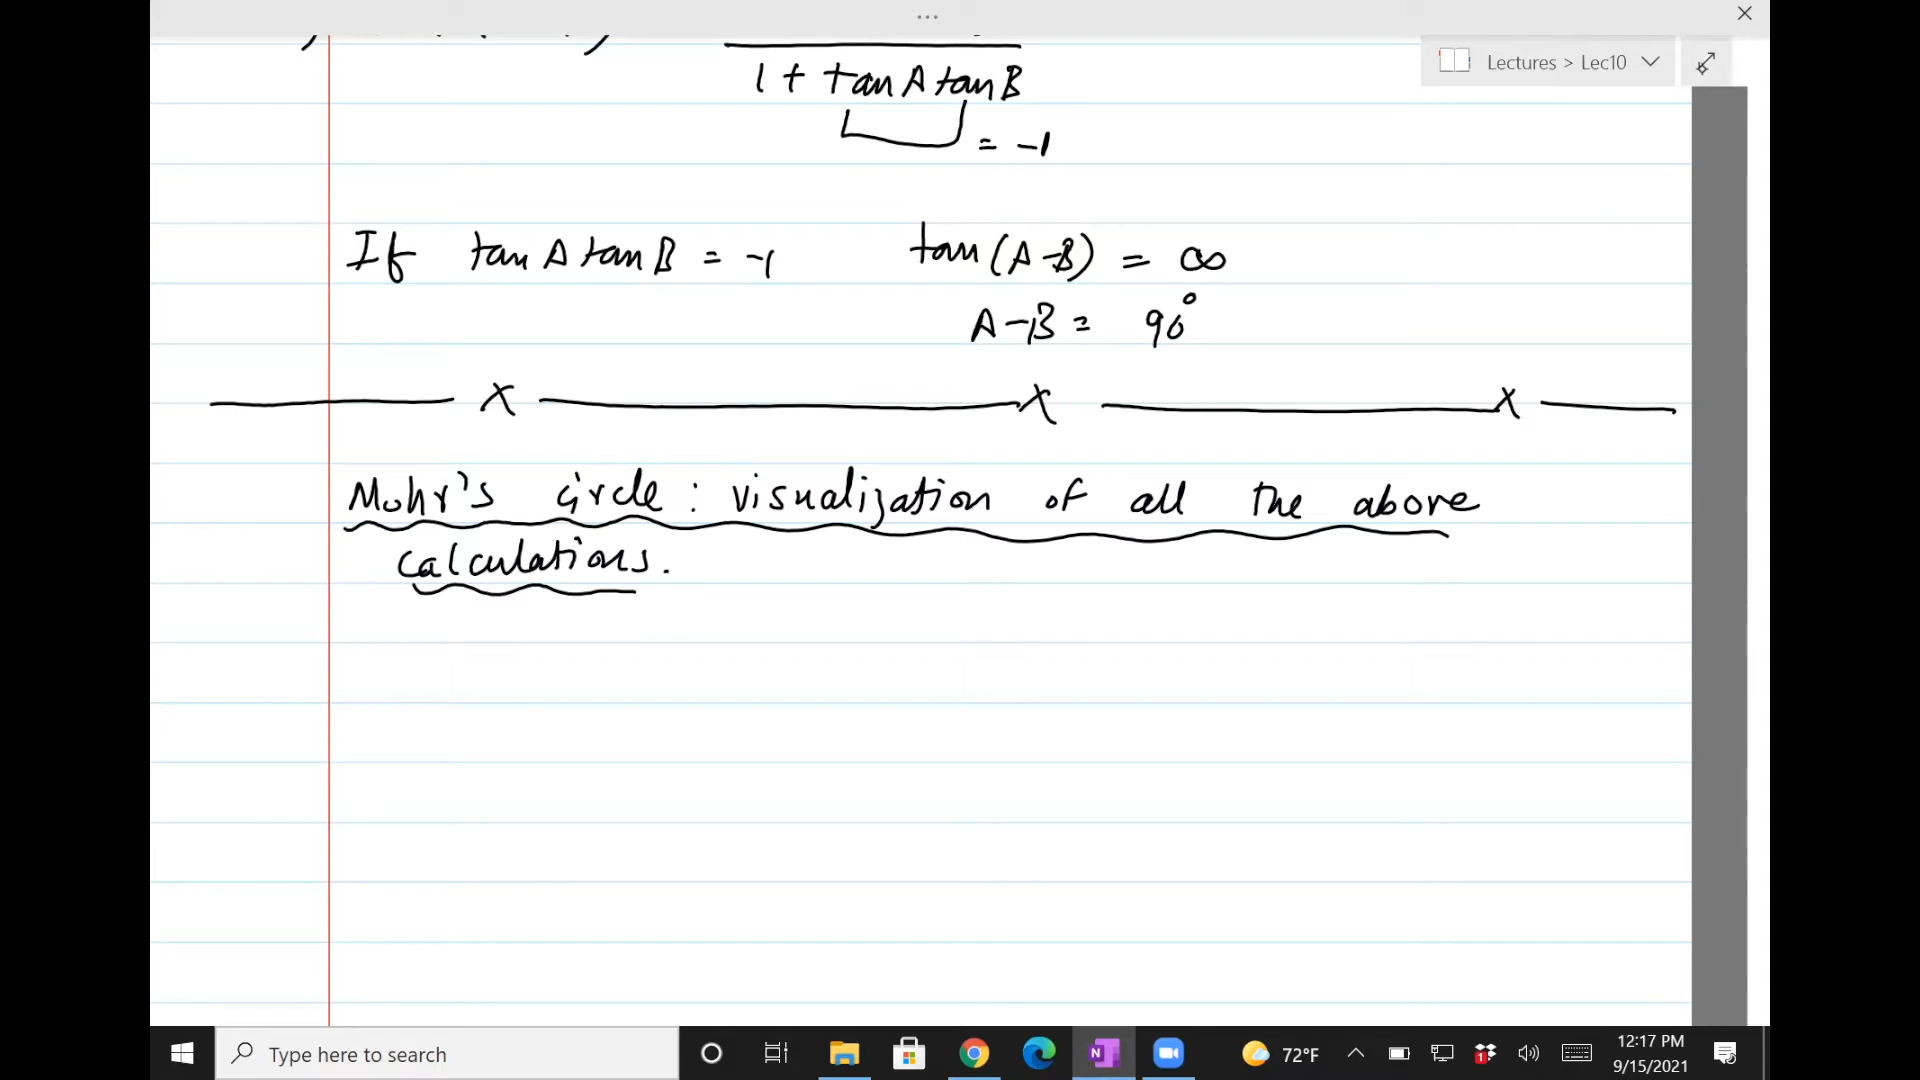 ...
Lectures > Lec10
1 + tan A tan B
= -1
If tan A tan B = -1 tan (A-B) = ∞
A-B = 90°
x x x
Mohr's circle : visualization of all the above
calculations.
Type here to search
N
72°F
1
12:17 PM
9/15/2021